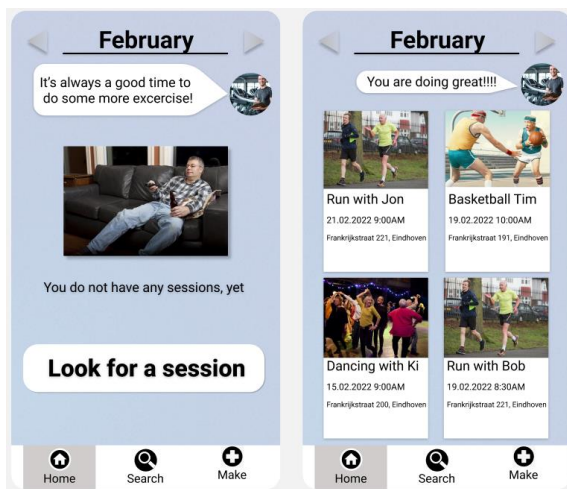 February
It's always a good time to
do some more excercise!
You do not have any sessions, yet
Look for a session
Home
Search
Make
February
You are doing great!!!!
Run with Jon
21.02.2022 9:00AM
Frankrijkstraat 221, Eindhoven
Basketball Tim
19.02.2022 10:00AM
Frankrijkstraat 191, Eindhoven
Dancing with Ki
15.02.2022 9:00AM
Frankrijkstraat 200, Eindhoven
Run with Bob
19.02.2022 8:30AM
Frankrijkstraat 221, Eindhoven
Home
Search
Make